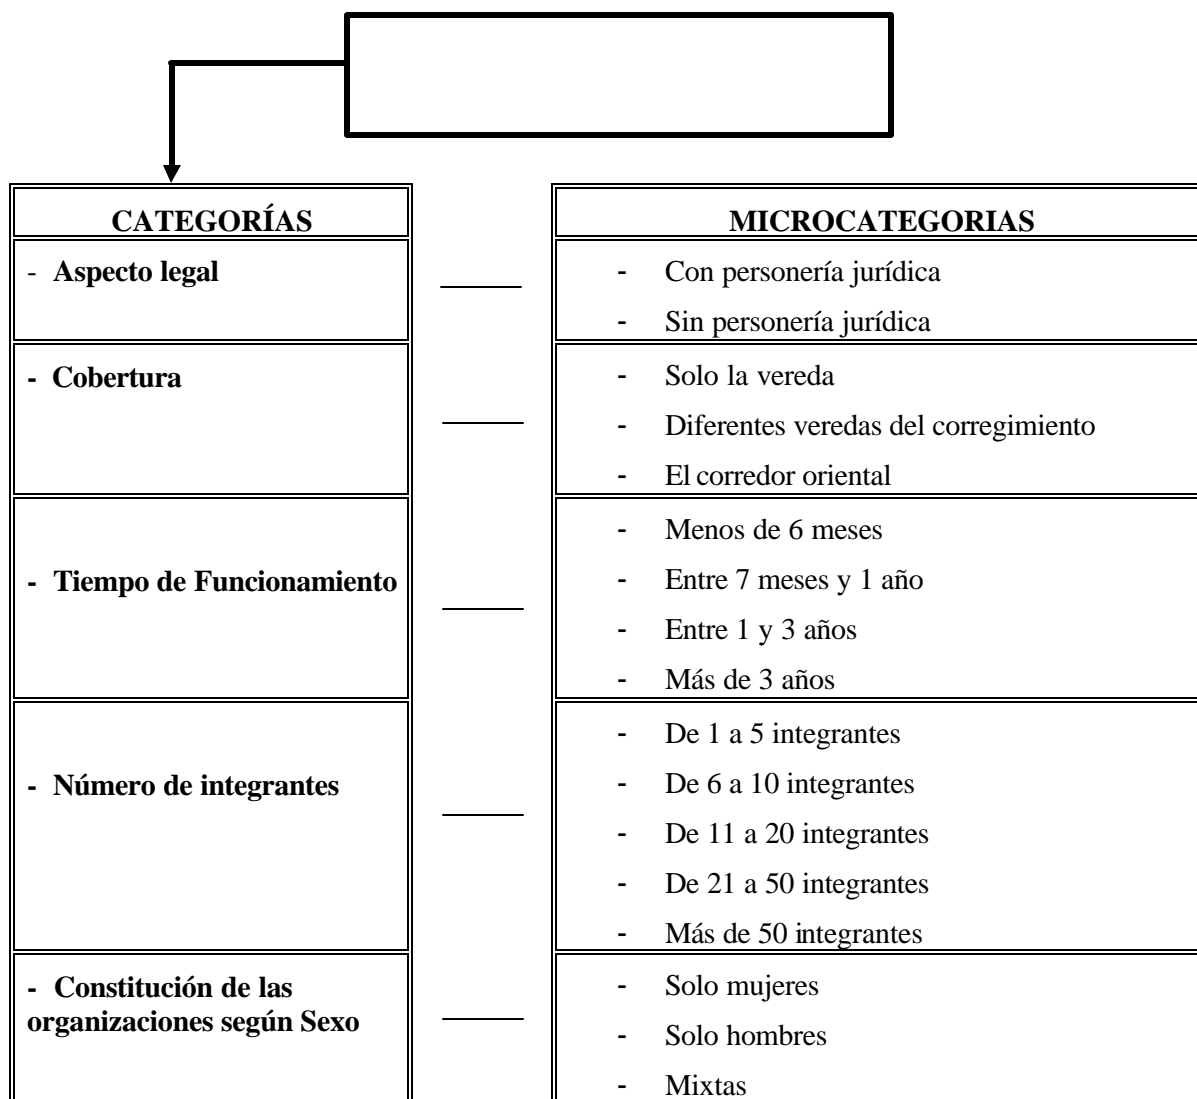 CATEGORÍAS
MICROCATEGORIAS
- Aspecto legal
- Con personería jurídica
- Sin personería jurídica
- Cobertura
- Solo la vereda
- Diferentes veredas del corregimiento
- El corredor oriental
- Tiempo de Funcionamiento
- Menos de 6 meses
- Entre 7 meses y 1 año
- Entre 1 y 3 años
- Más de 3 años
- Número de integrantes
- De 1 a 5 integrantes
- De 6 a 10 integrantes
- De 11 a 20 integrantes
- De 21 a 50 integrantes
- Más de 50 integrantes
- Constitución de las
organizaciones según Sexo
- Solo mujeres
- Solo hombres
- Mixtas